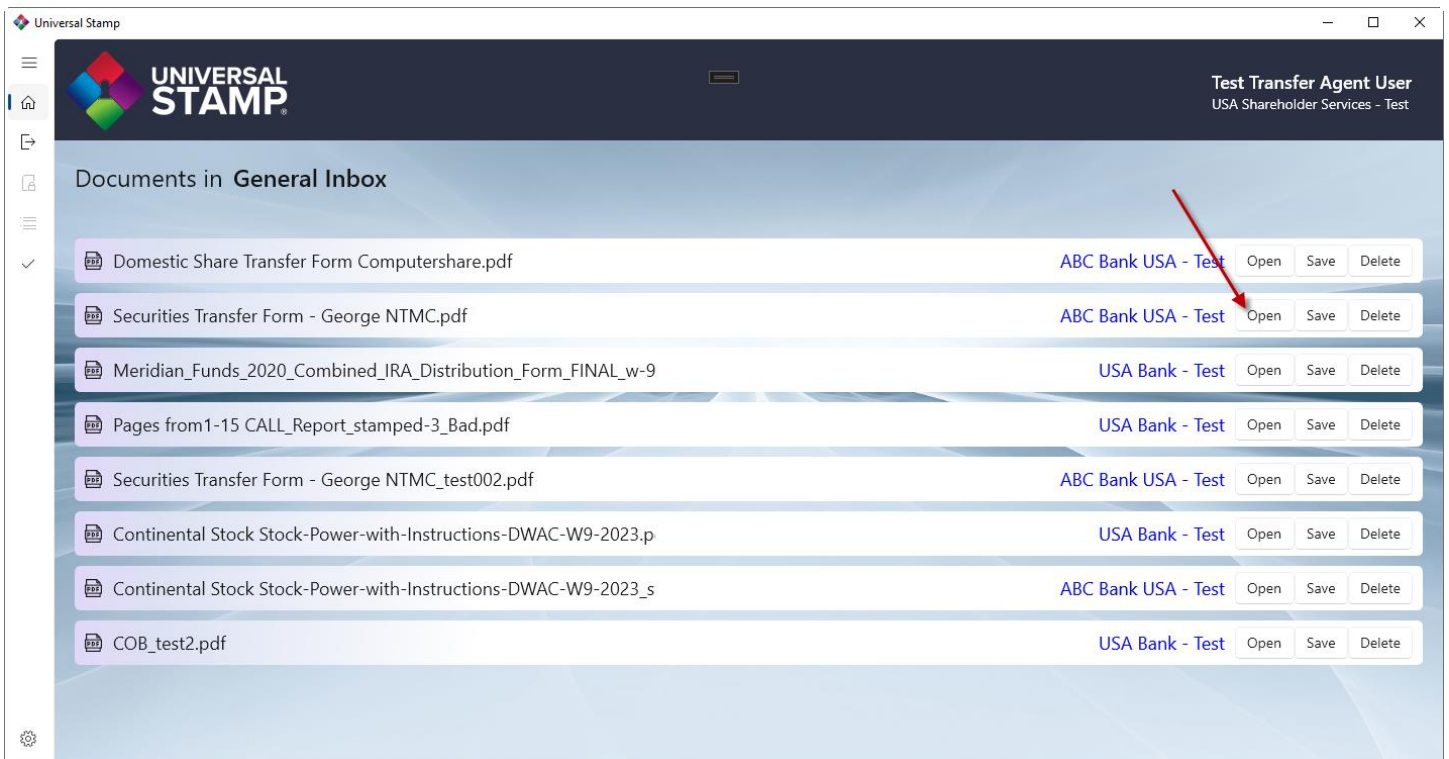 Universal Stamp
UNIVERSAL
STAMP®
Test Transfer Agent User
USA Shareholder Services - Test
Documents in General Inbox
Domestic Share Transfer Form Computershare.pdf ABC Bank USA - Test Open Save Delete
Securities Transfer Form - George NTMC.pdf ABC Bank USA - Test Open Save Delete
Meridian_Funds_2020_Combined_IRA_Distribution_Form_FINAL_w-9 USA Bank - Test Open Save Delete
Pages from1-15 CALL_Report_stamped-3_Bad.pdf USA Bank - Test Open Save Delete
Securities Transfer Form - George NTMC_test002.pdf ABC Bank USA - Test Open Save Delete
Continental Stock Stock-Power-with-Instructions-DWAC-W9-2023.p USA Bank - Test Open Save Delete
Continental Stock Stock-Power-with-Instructions-DWAC-W9-2023_s ABC Bank USA - Test Open Save Delete
COB_test2.pdf USA Bank - Test Open Save Delete